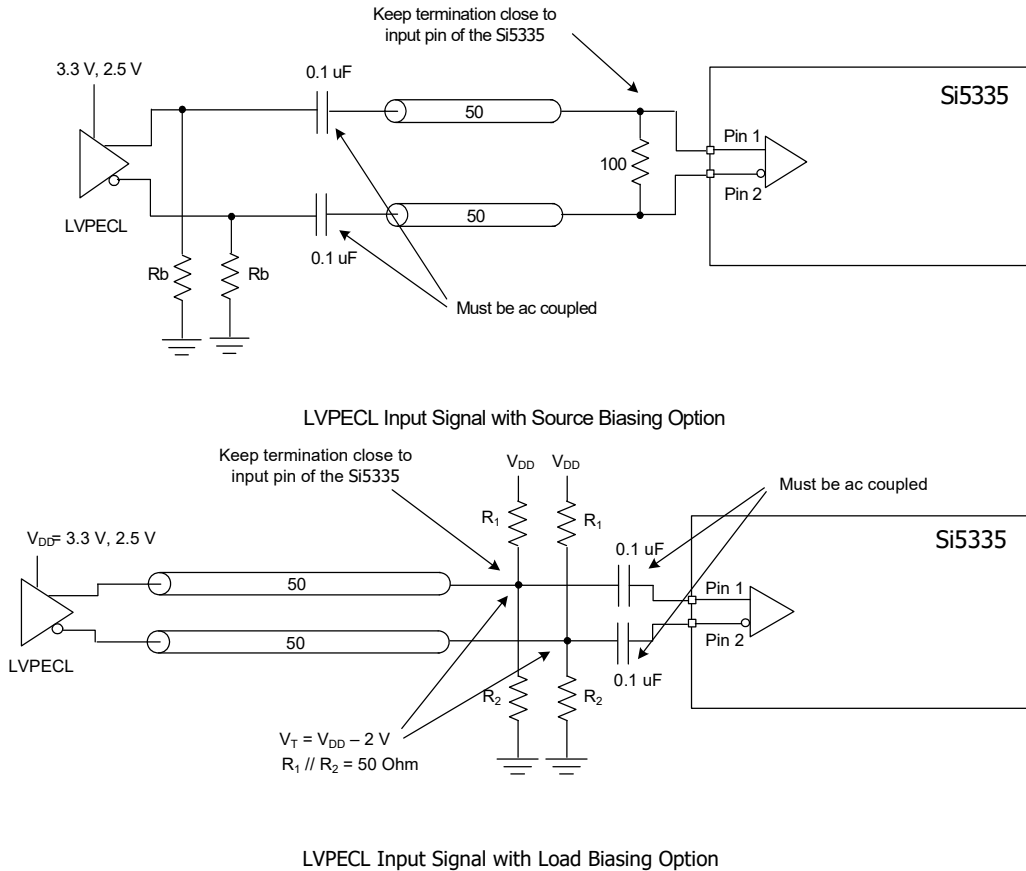 Keep termination close to
input pin of the Si5335
3.3 V, 2.5 V
0.1 uF
50
Si5335
Pin 1
100
Pin 2
50
LVPECL
0.1 uF
Rb
Rb
Must be ac coupled
LVPECL Input Signal with Source Biasing Option
Keep termination close to
input pin of the Si5335
VDD
VDD
Must be ac coupled
R1
R1
VDD= 3.3 V, 2.5 V
0.1 uF
Si5335
50
Pin 1
50
Pin 2
LVPECL
0.1 uF
R2
R2
VT = VDD – 2 V
R1 // R2 = 50 Ohm
LVPECL Input Signal with Load Biasing Option